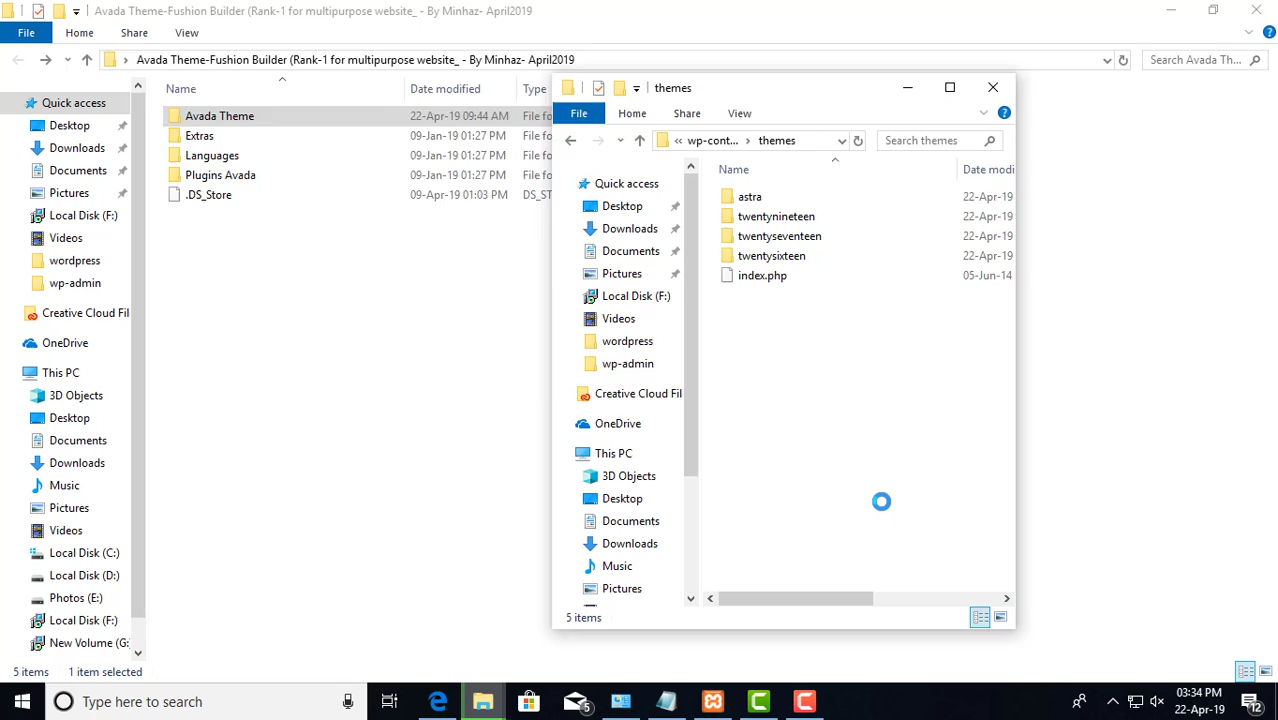 Avada Theme-Fushion Builder (Rank-1 for multipurpose website_ - By Minhaz- April2019
File Home Share View
Avada Theme-Fushion Builder (Rank-1 for multipurpose website_ - By Minhaz- April2019
Search Avada Th...
Quick access
Desktop
Downloads
Documents
Pictures
Local Disk (F:)
Videos
wordpress
wp-admin
Creative Cloud Fil
OneDrive
This PC
3D Objects
Desktop
Documents
Downloads
Music
Pictures
Videos
Local Disk (C:)
Local Disk (D:)
Photos (E:)
Local Disk (F:)
New Volume (G:
Name Date modified Type
Avada Theme 22-Apr-19 09:44 AM File fo
Extras 09-Jan-19 01:27 PM File fo
Languages 09-Jan-19 01:27 PM File fo
Plugins Avada 09-Jan-19 01:27 PM File fo
.DS_Store 09-Apr-19 01:03 PM DS_ST
5 items 1 item selected
themes
File Home Share View
« wp-cont... themes
Search themes
Quick access
Desktop
Downloads
Documents
Pictures
Local Disk (F:)
Videos
wordpress
wp-admin
Creative Cloud Fil
OneDrive
This PC
3D Objects
Desktop
Documents
Downloads
Music
Pictures
Name Date modi
astra 22-Apr-19
twentynineteen 22-Apr-19
twentyseventeen 22-Apr-19
twentysixteen 22-Apr-19
index.php 05-Jun-14
5 items
Type here to search
5
03:34 PM
22-Apr-19
12